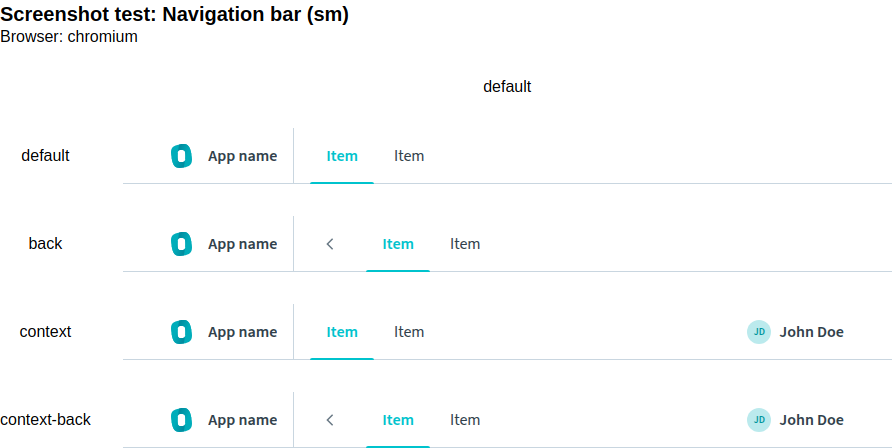 Screenshot test: Navigation bar (sm)
Browser: chromium
default
default App name Item Item
back App name Item Item
context App name Item Item JD John Doe
context-back App name Item Item JD John Doe